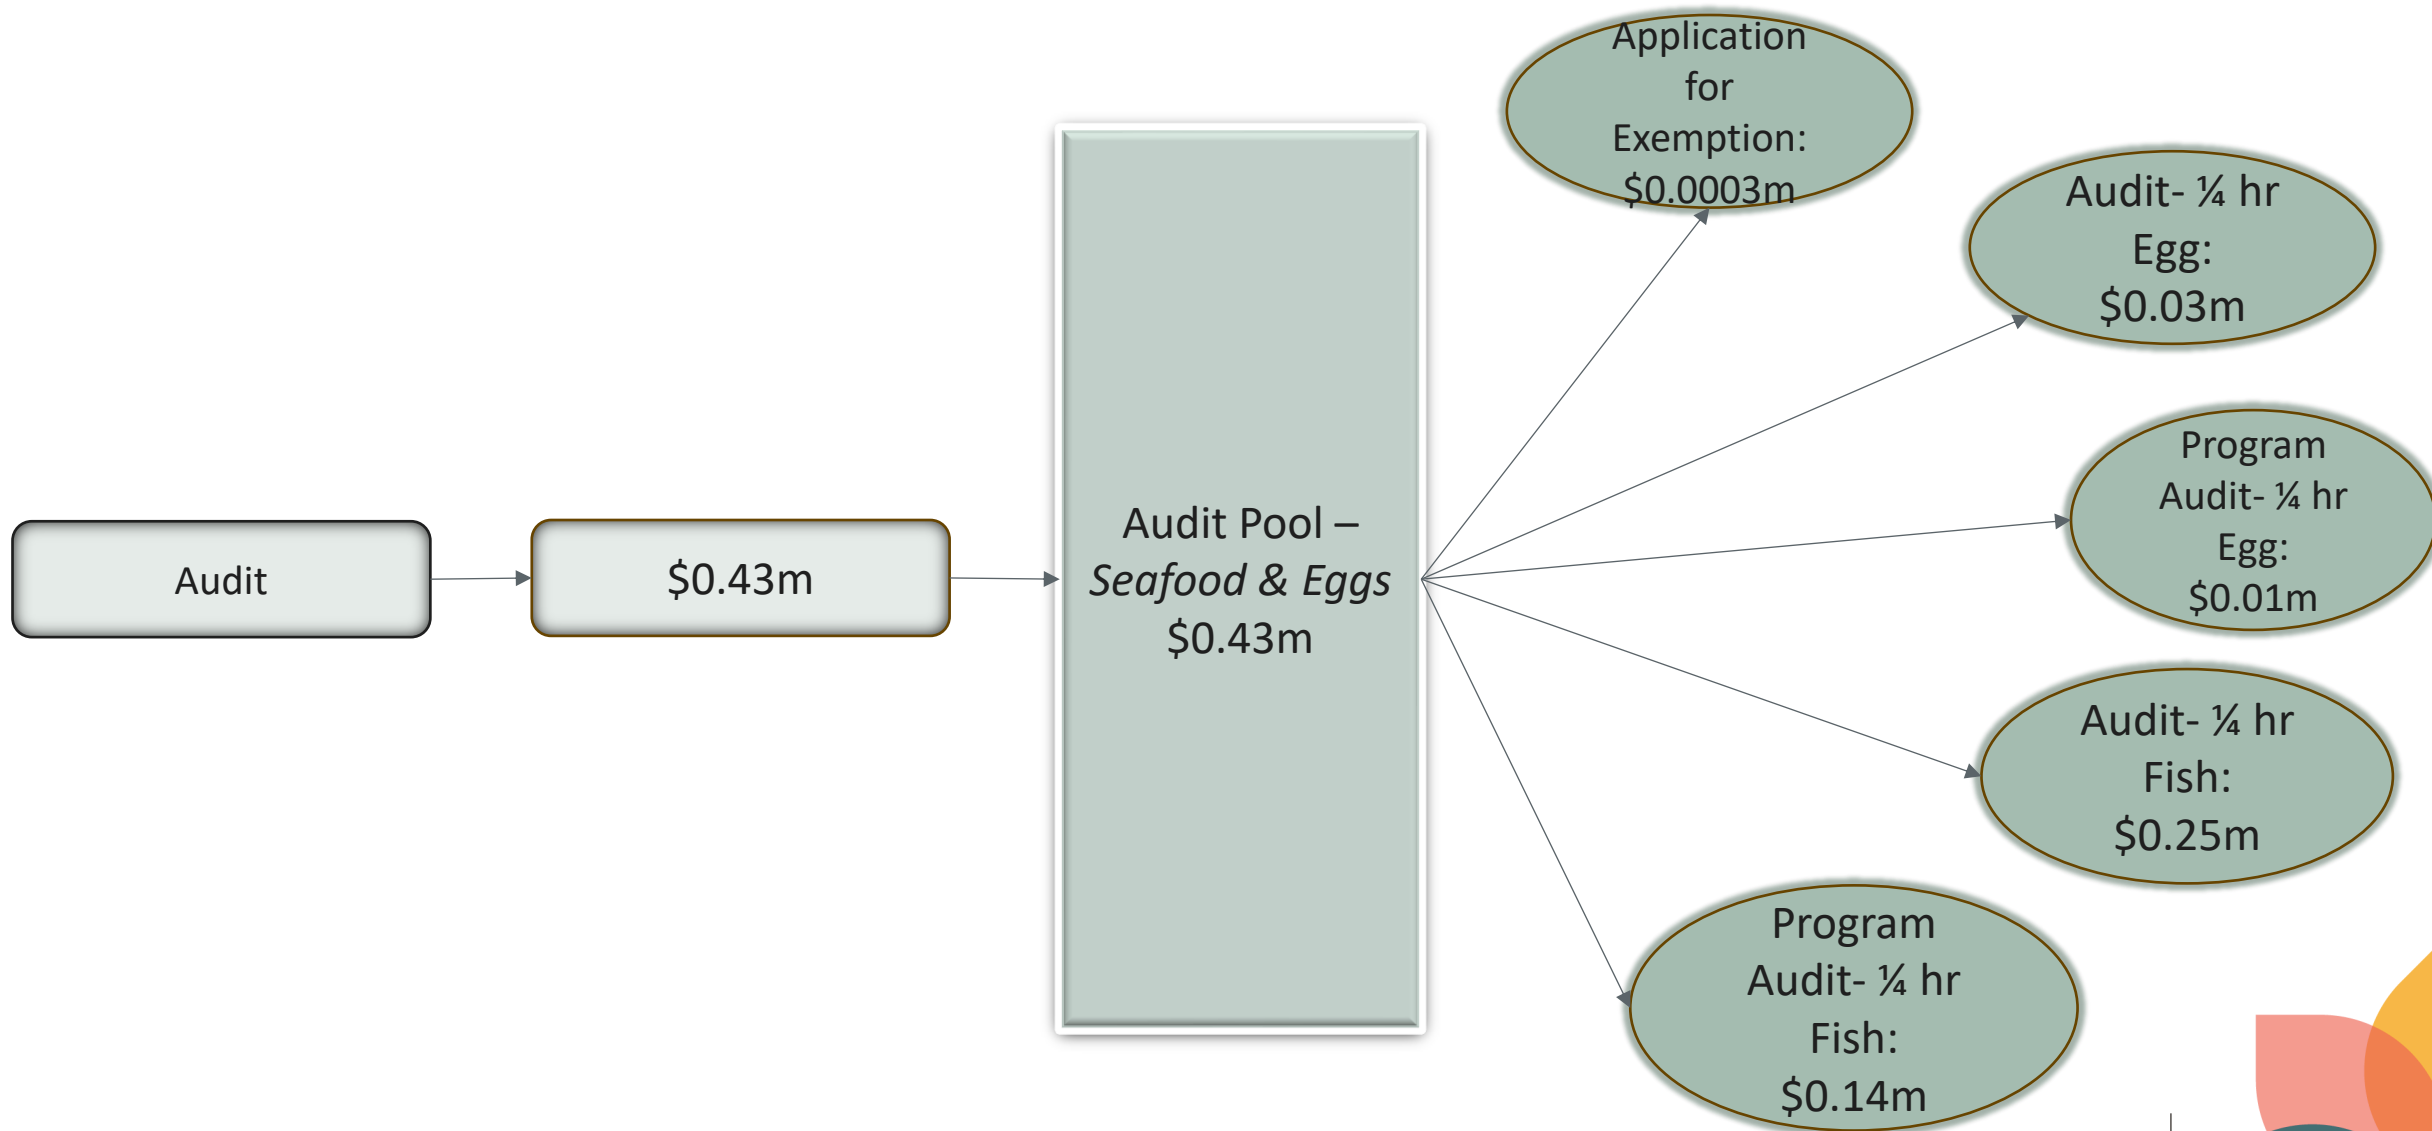 Audit
$0.43m
Audit Pool –
Seafood & Eggs
$0.43m
Application
for
Exemption:
$0.0003m
Audit- ¼ hr
Egg:
$0.03m
Program
Audit- ¼ hr
Egg:
$0.01m
Audit- ¼ hr
Fish:
$0.25m
Program
Audit- ¼ hr
Fish:
$0.14m